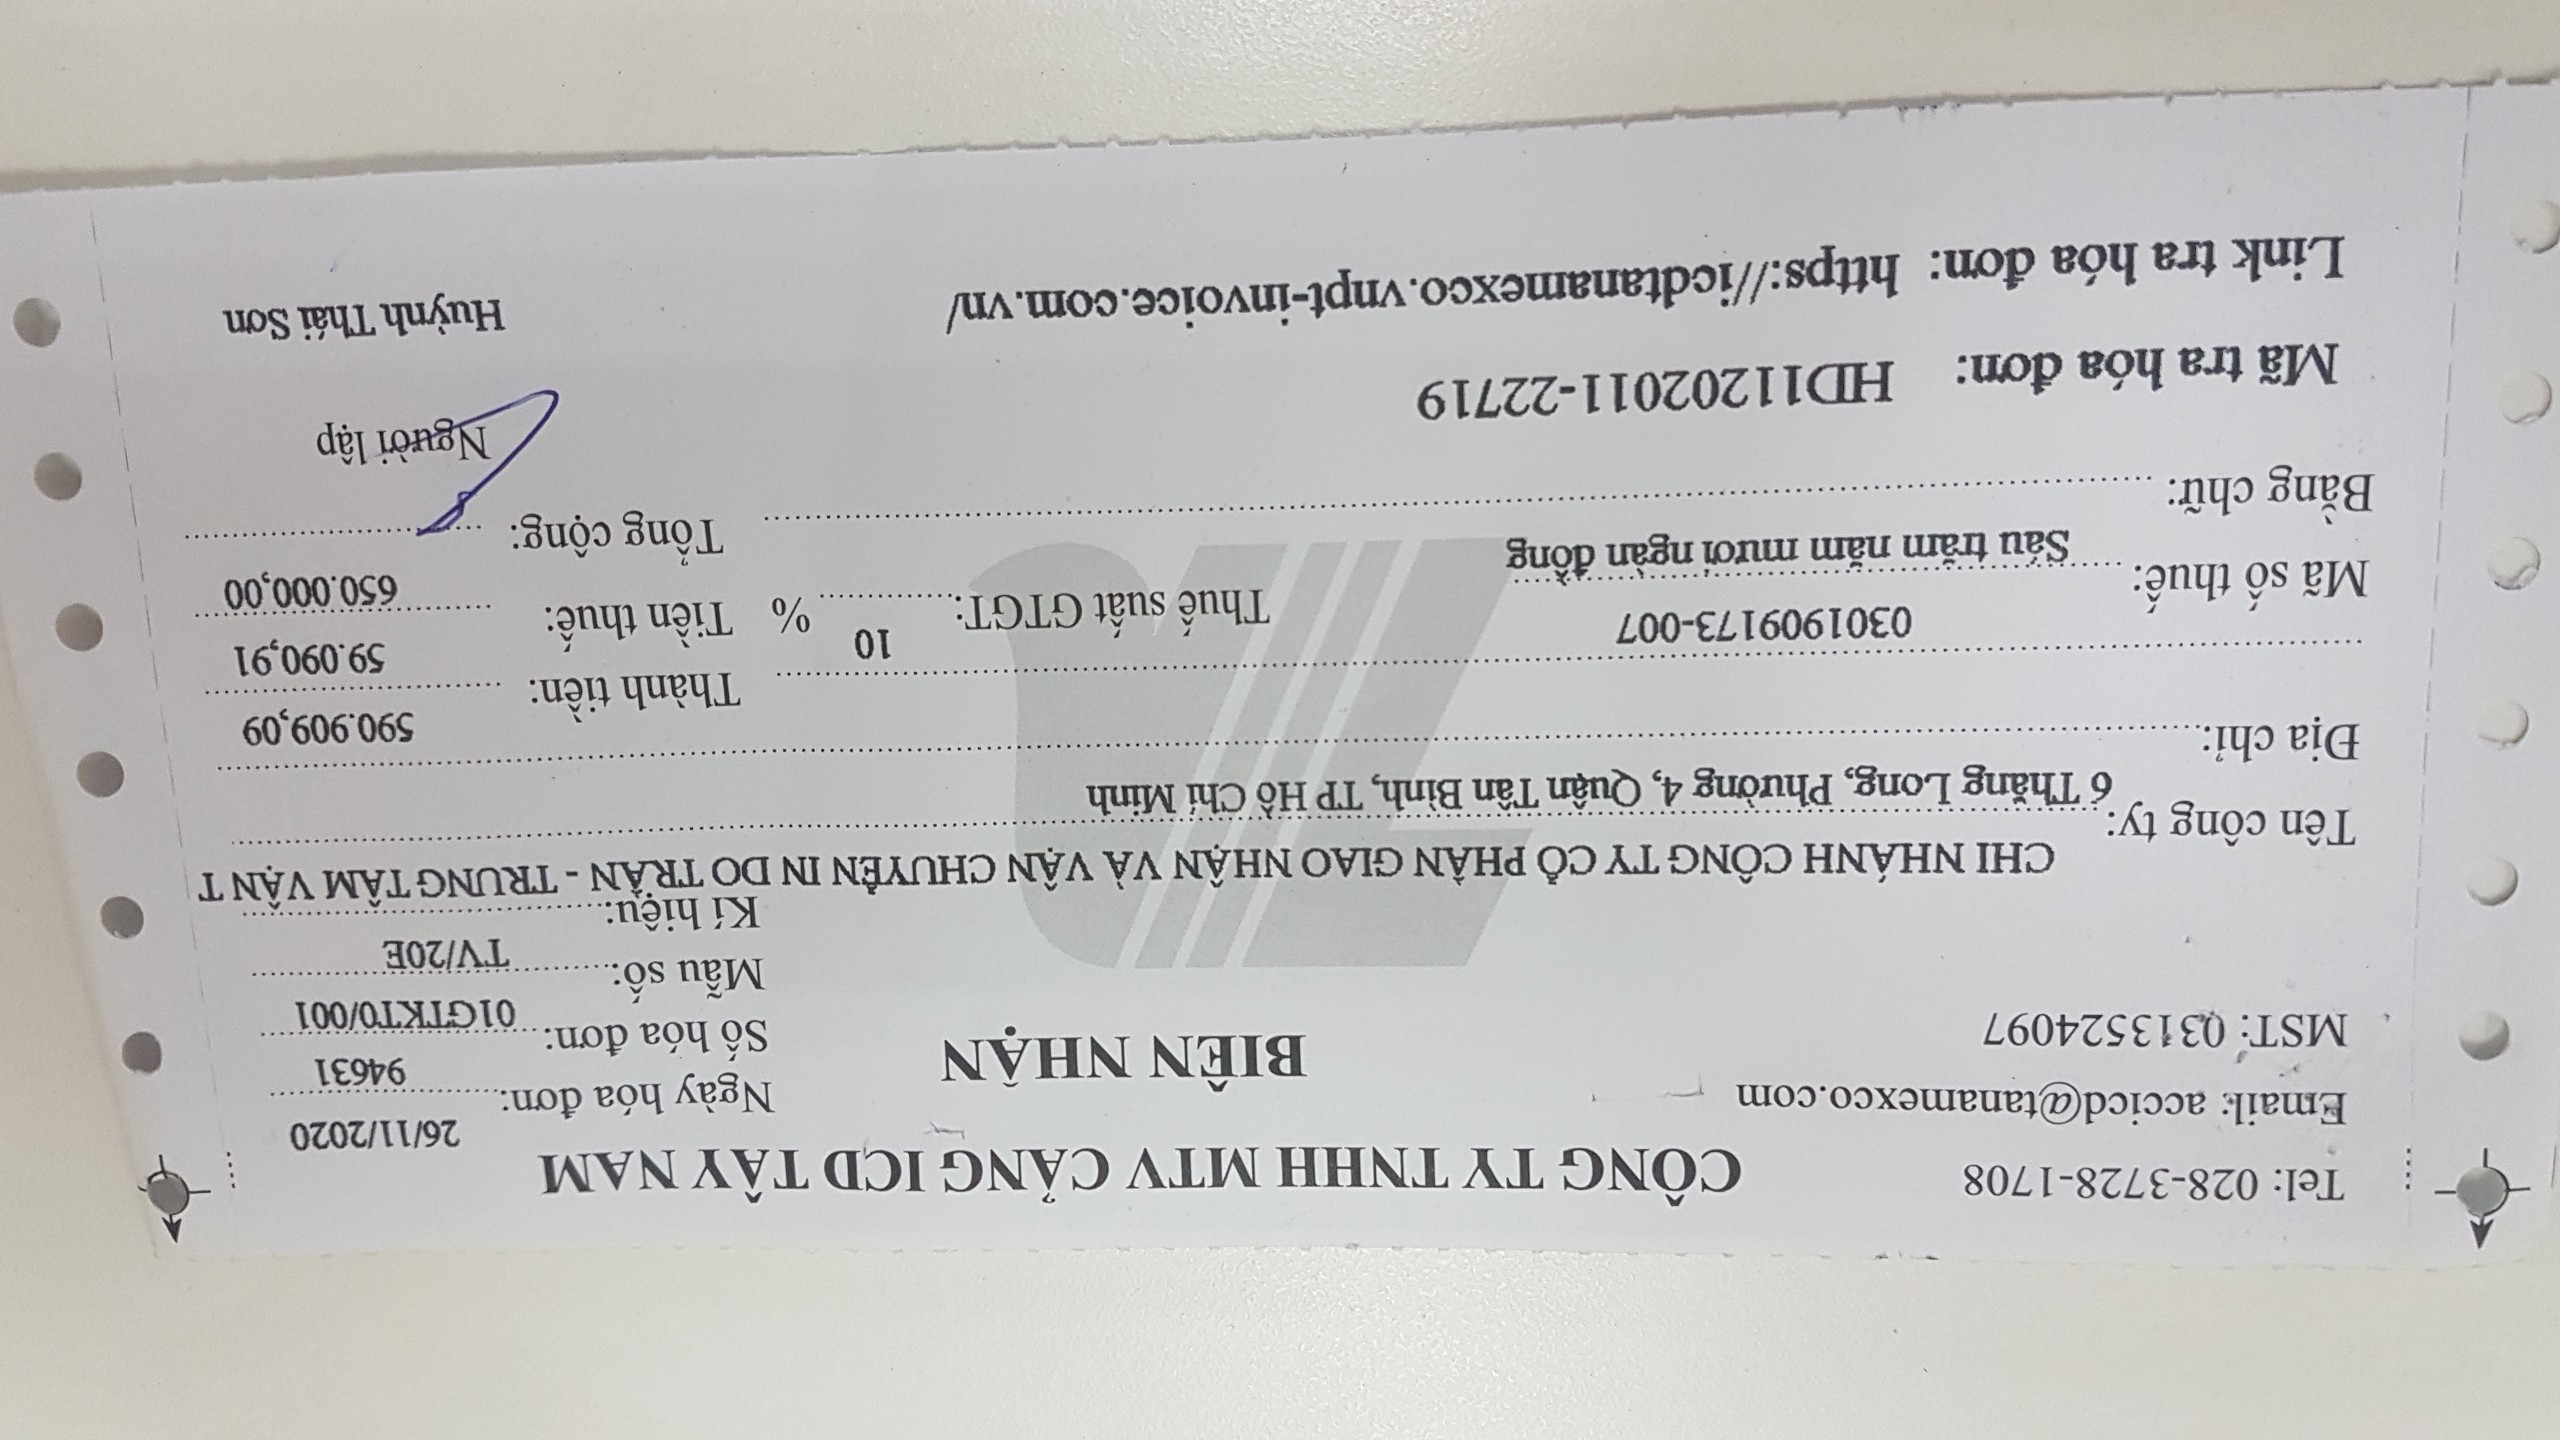 Tel: 028-3728-1708
CÔNG TY TNHH MTV CẢNG ICD TÂY NAM
Email: accicd@tanamexco.com
BIÊN NHẬN
MST: 0313524097
Ngày hóa đơn: 26/11/2020
Số hóa đơn: 94631
Mẫu số: 01GTKT0/001
Kí hiệu: TV/20E
Tên công ty: CHI NHÁNH CÔNG TY CỔ PHẦN GIAO NHẬN VÀ VẬN CHUYỂN IN DO TRẦN - TRUNG TÂM VẬN T
Địa chỉ: 6 Thăng Long, Phường 4, Quận Tân Bình, TP Hồ Chí Minh
Thành tiền: 590.909,09
Mã số thuế: 0301909173-007 Thuế suất GTGT: 10 % Tiền thuế: 59.090,91
Bằng chữ: Sáu trăm năm mươi ngàn đồng Tổng cộng: 650.000,00
Người lập
Mã tra hóa đơn: HD11202011-22719
Link tra hóa đơn: https://icdtanamexco.vnpt-invoice.com.vn/
Huỳnh Thái Sơn